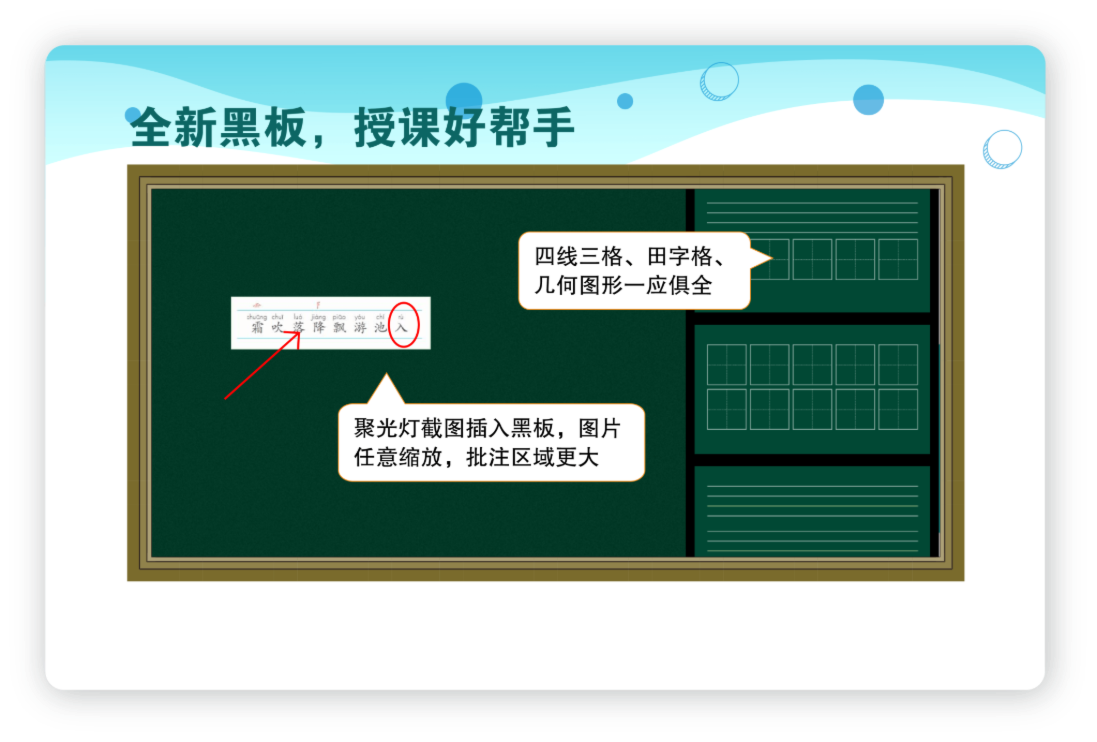 全新黑板，授课好帮手
四线三格、田字格、
几何图形一应俱全
shuāng chuī luò jiàng piāo yóu chí rù
霜 吹 落 降 飘 游 池 入
聚光灯截图插入黑板，图片
任意缩放，批注区域更大